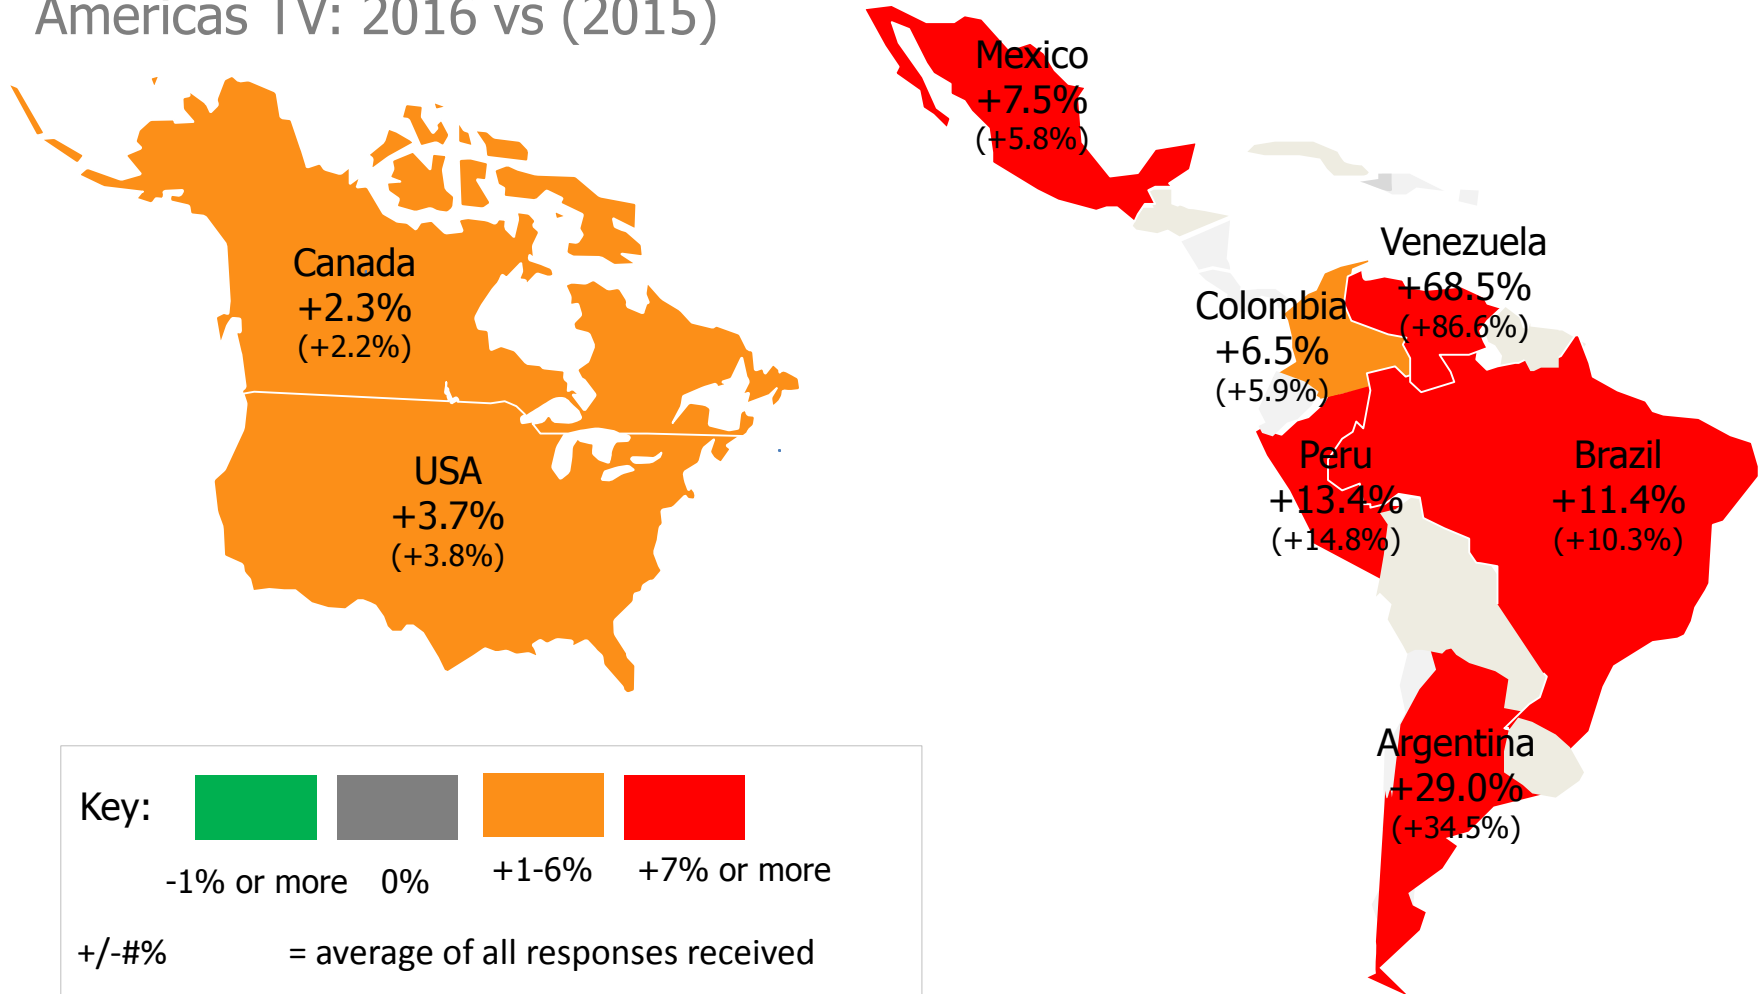 Americas TV: 2016 vs (2015)
Mexico
+7.5%
(+5.8%)
Canada
+2.3%
(+2.2%)
Venezuela
+68.5%
(+86.6%)
Colombia
+6.5%
(+5.9%)
USA
+3.7%
(+3.8%)
Peru
+13.4%
(+14.8%)
Brazil
+11.4%
(+10.3%)
Argentina
+29.0%
(+34.5%)
Key:
-1% or more 0% +1-6% +7% or more
+/-#% = average of all responses received